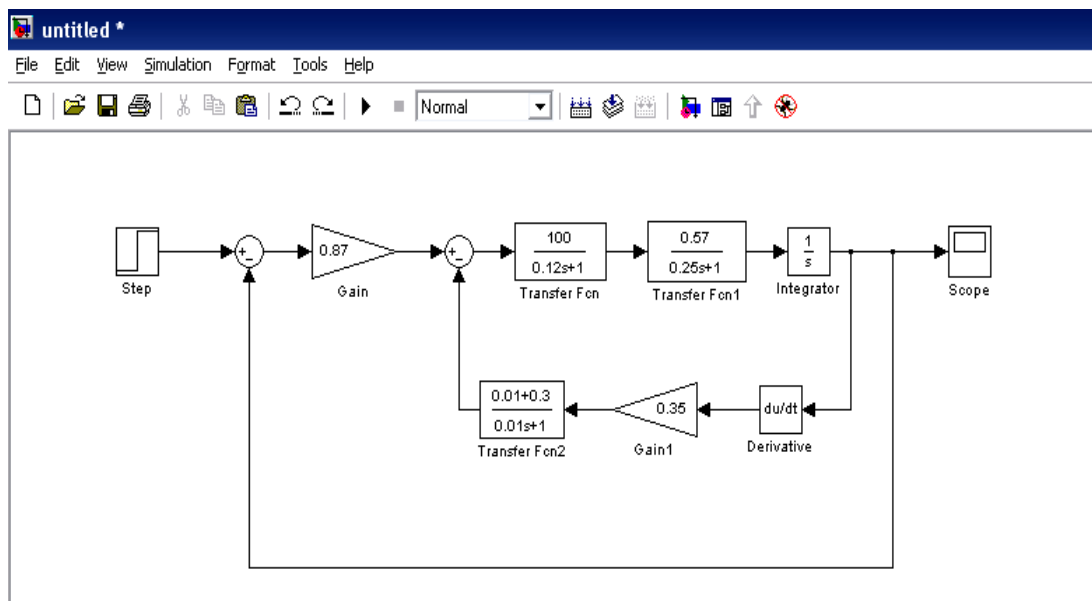 untitled *
File Edit View Simulation Format Tools Help
Normal
Step
+-
0.87
Gain
+-
100
0.12s+1
Transfer Fcn
0.57
0.25s+1
Transfer Fcn1
1
s
Integrator
Scope
0.01+0.3
0.01s+1
Transfer Fcn2
0.35
Gain1
du/dt
Derivative